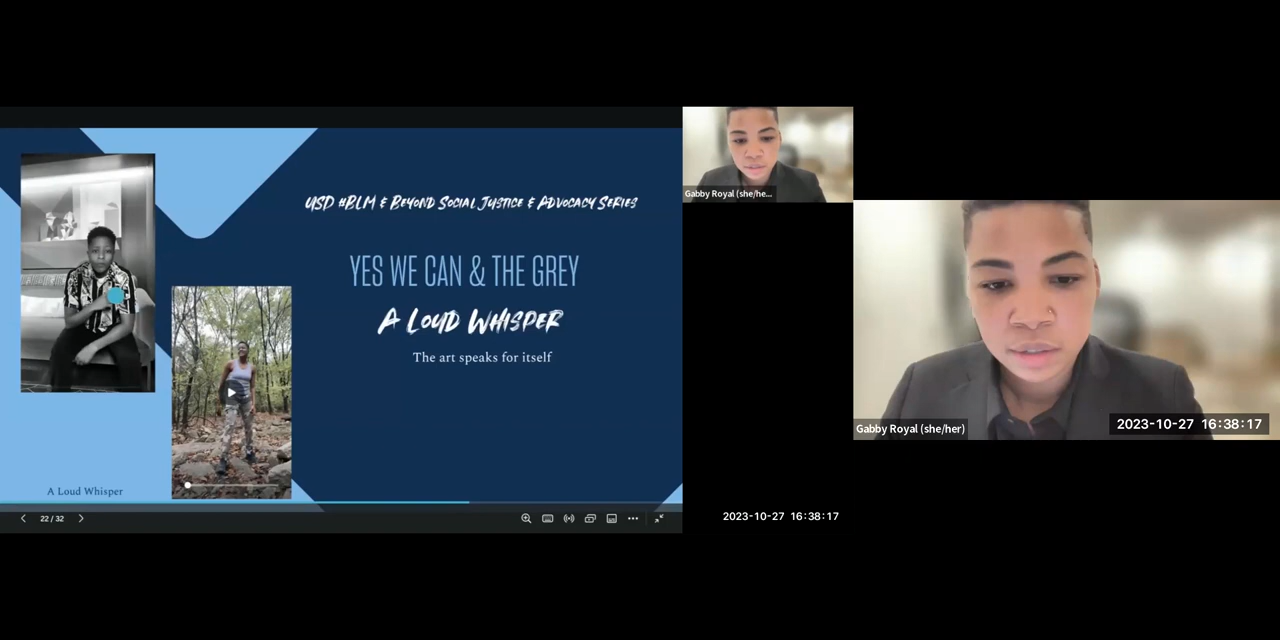 USD #BLM & Beyond Social Justice & Advocacy Series
YES WE CAN & THE GREY
A Loud Whisper
The art speaks for itself
A Loud Whisper
22 / 32
Gabby Royal (she/he...
Gabby Royal (she/her)
2023-10-27 16:38:17
2023-10-27 16:38:17